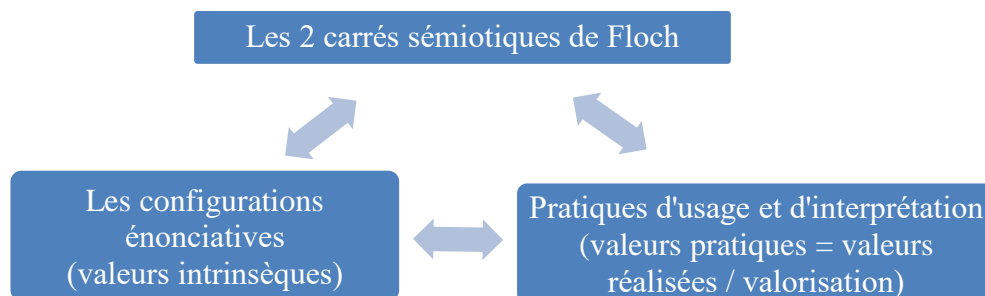 Les 2 carrés sémiotiques de Floch
Les configurations
énonciatives
(valeurs intrinsèques)
Pratiques d'usage et d'interprétation
(valeurs pratiques = valeurs
réalisées / valorisation)